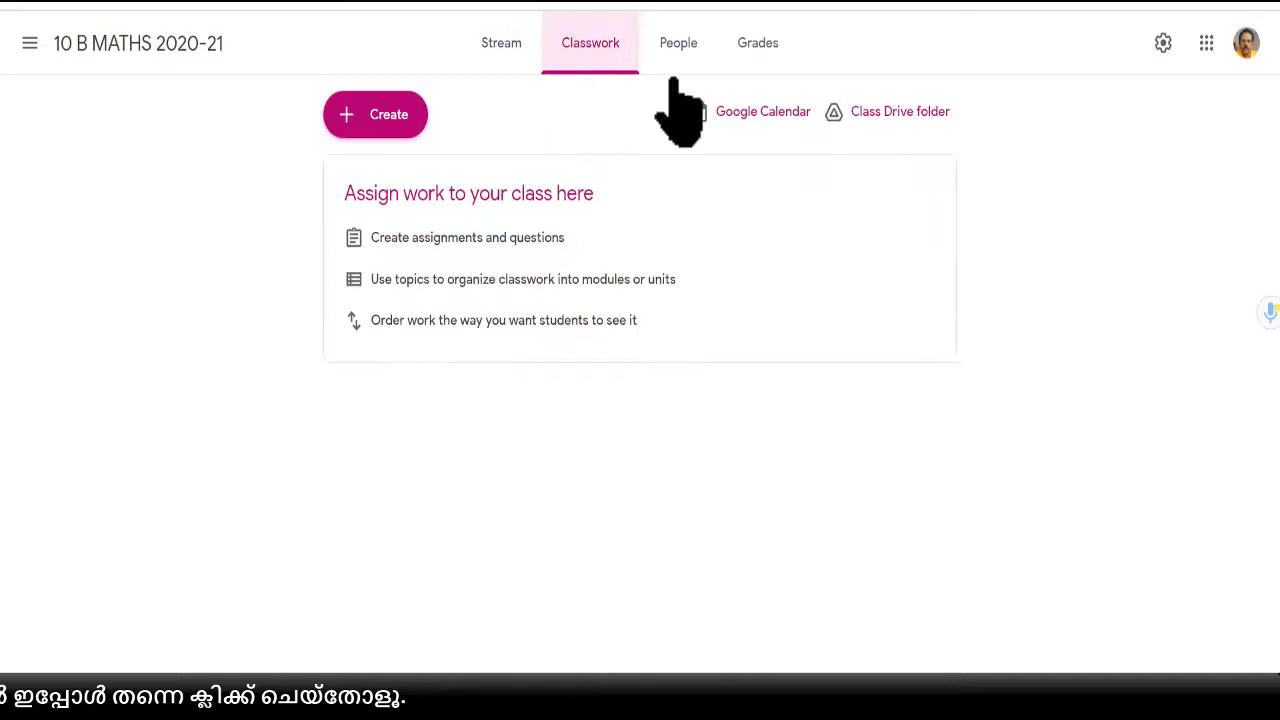 10 B MATHS 2020-21
Stream
Classwork
People
Grades
Create
Google Calendar
Class Drive folder
Assign work to your class here
Create assignments and questions
Use topics to organize classwork into modules or units
Order work the way you want students to see it
ഇപ്പോൾ തന്നെ ക്ലിക്ക് ചെയ്തോളൂ.